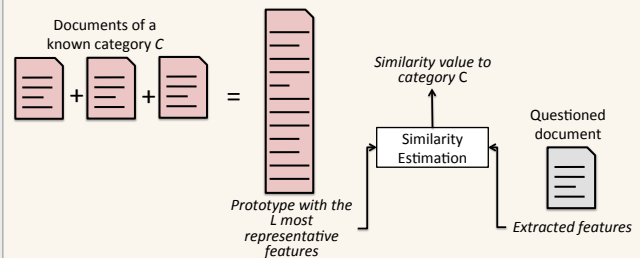 Documents of a
known category C
+ + =
Prototype with the
L most
representative
features
Similarity value to
category C
Similarity
Estimation
Questioned
document
Extracted features